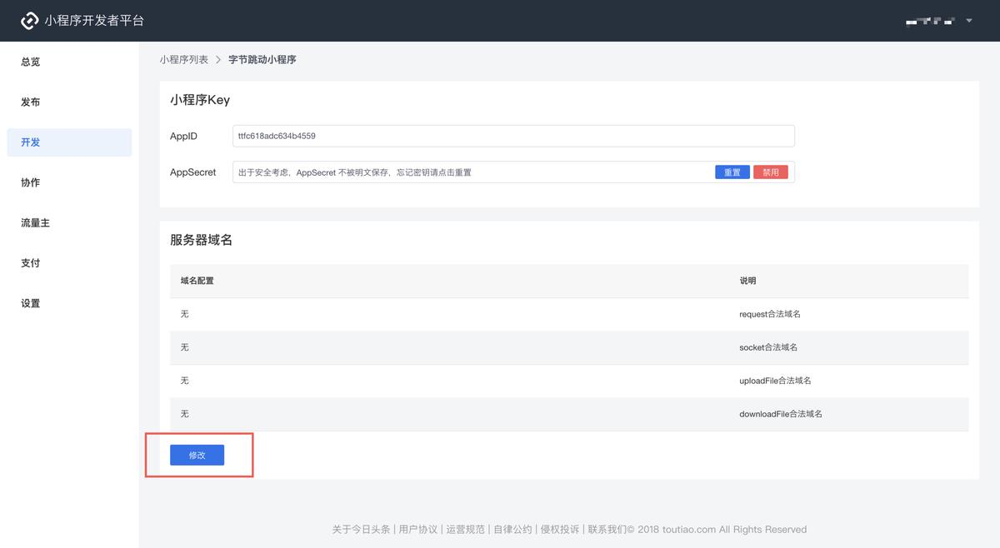 小程序开发者平台
总览
发布
开发
协作
流量主
支付
设置
小程序列表 > 字节跳动小程序
小程序Key
AppID ttfc618adc634b4559
AppSecret 出于安全考虑，AppSecret 不被明文保存，忘记密钥请点击重置 重置 禁用
服务器域名
域名配置 说明
无 request合法域名
无 socket合法域名
无 uploadFile合法域名
无 downloadFile合法域名
修改
关于今日头条 | 用户协议 | 运营规范 | 自律公约 | 侵权投诉 | 联系我们© 2018 toutiao.com All Rights Reserved